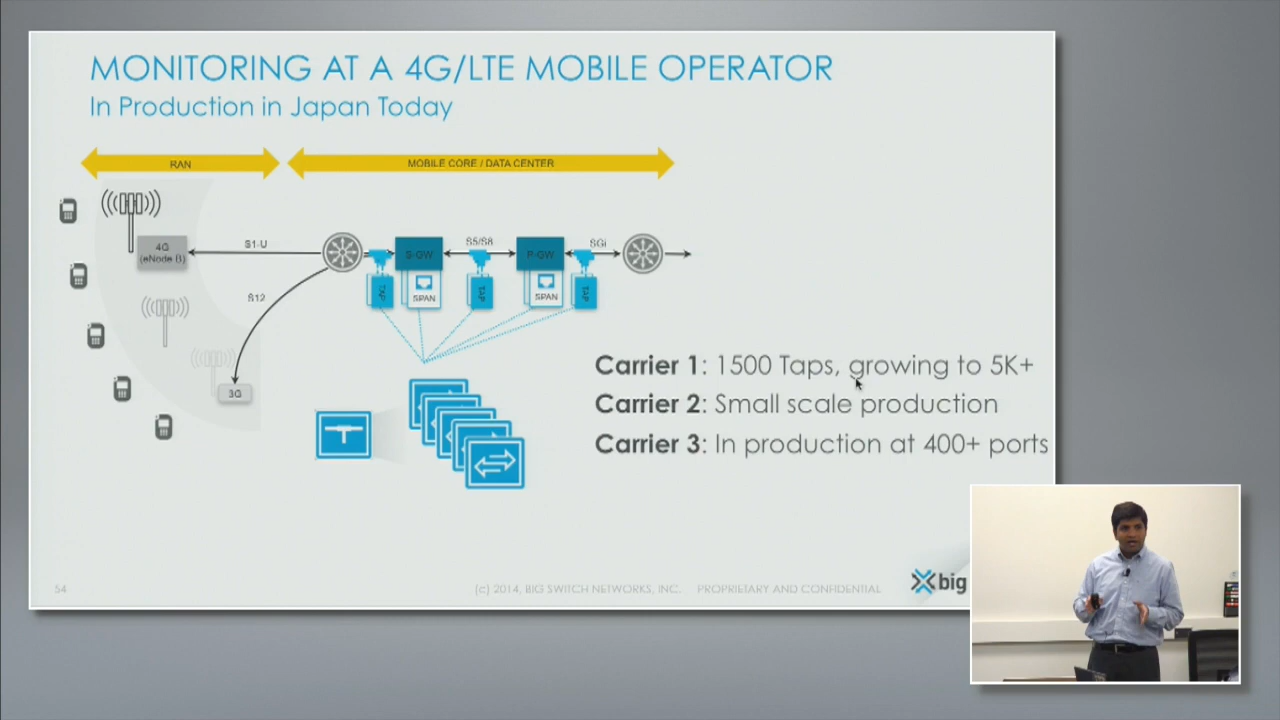 MONITORING AT A 4G/LTE MOBILE OPERATOR
In Production in Japan Today
RAN
MOBILE CORE / DATA CENTER
4G
(eNode B)
S1-U
S-GW
S5/S8
P-GW
SGi
TAP
SPAN
TAP
SPAN
TAP
S12
3G
Carrier 1: 1500 Taps, growing to 5K+
Carrier 2: Small scale production
Carrier 3: In production at 400+ ports
54
(c) 2014, BIG SWITCH NETWORKS, INC. PROPRIETARY AND CONFIDENTIAL
big